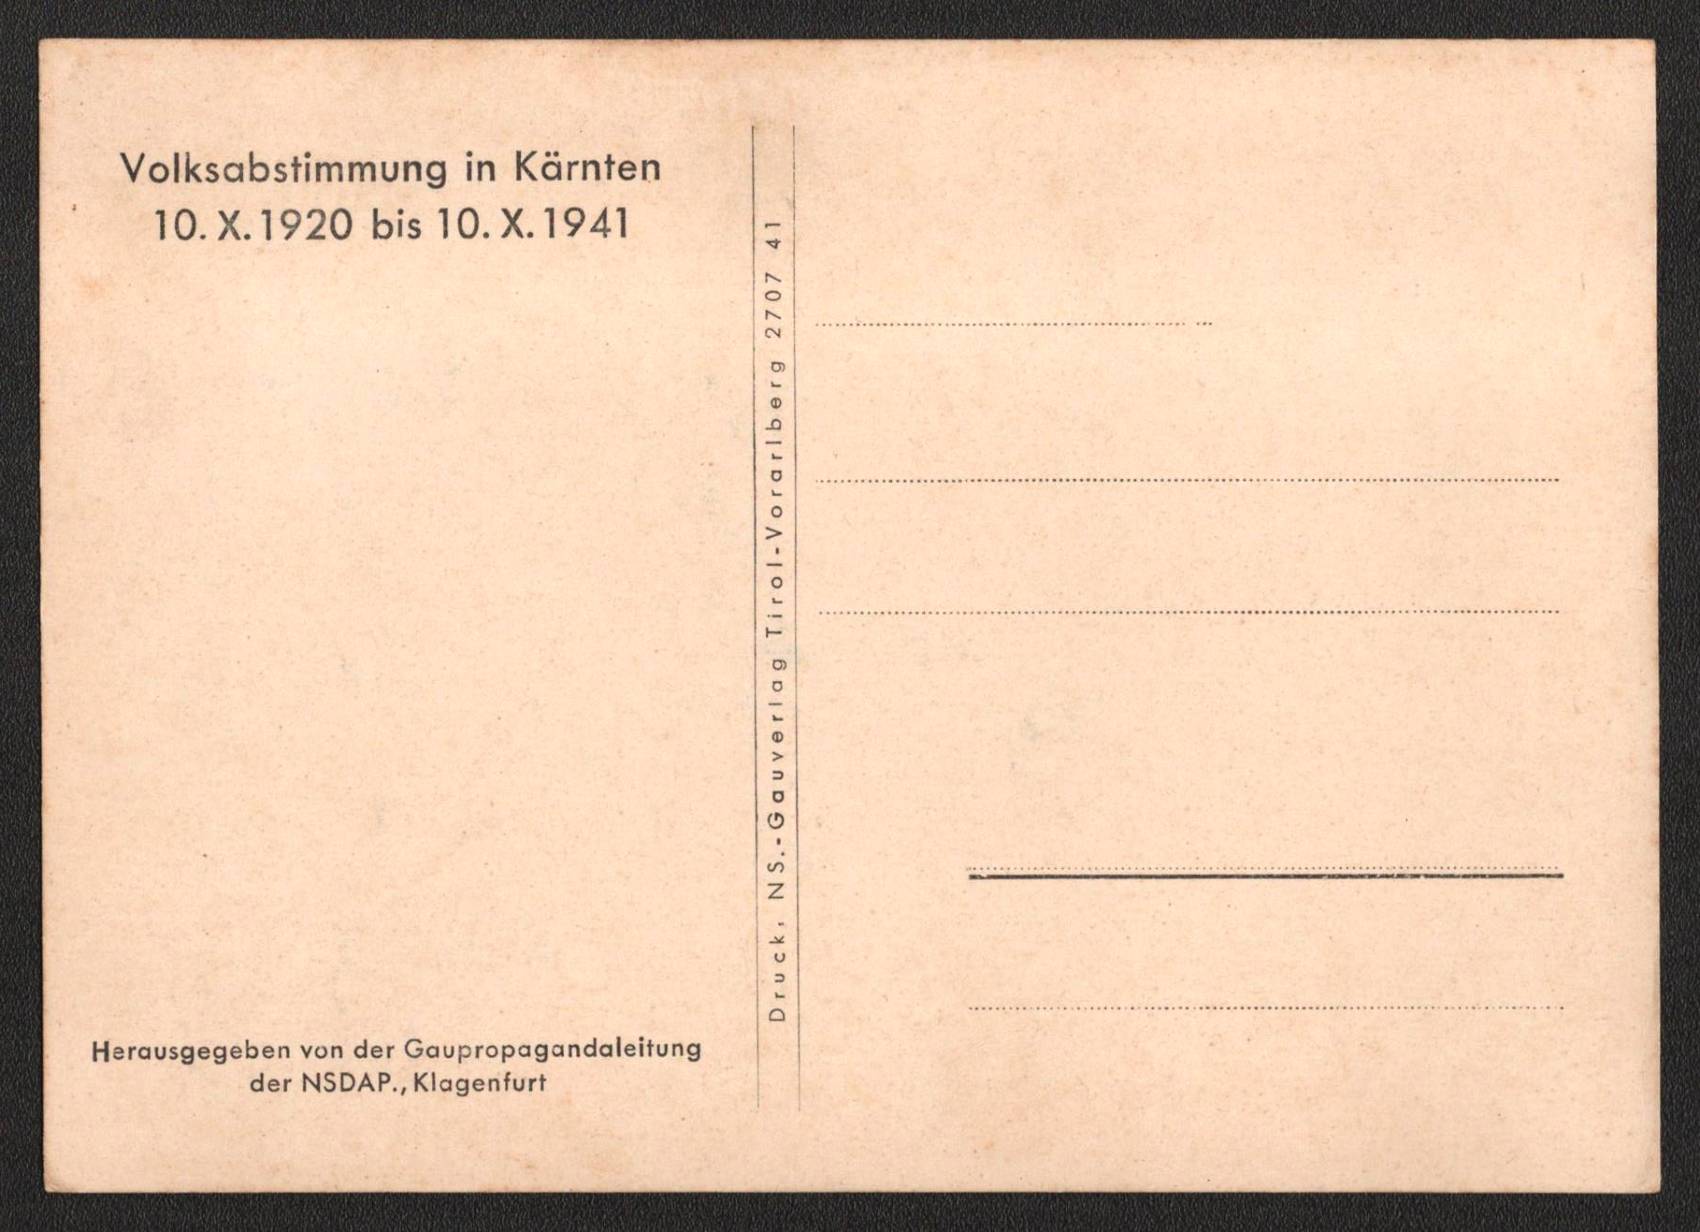 Volksabstimmung in Kärnten
10. X. 1920 bis 10. X. 1941
Herausgegeben von der Gaupropagandaleitung
der NSDAP., Klagenfurt
Druck, NS.-Gauverlag Tirol-Vorarlberg 2707 41